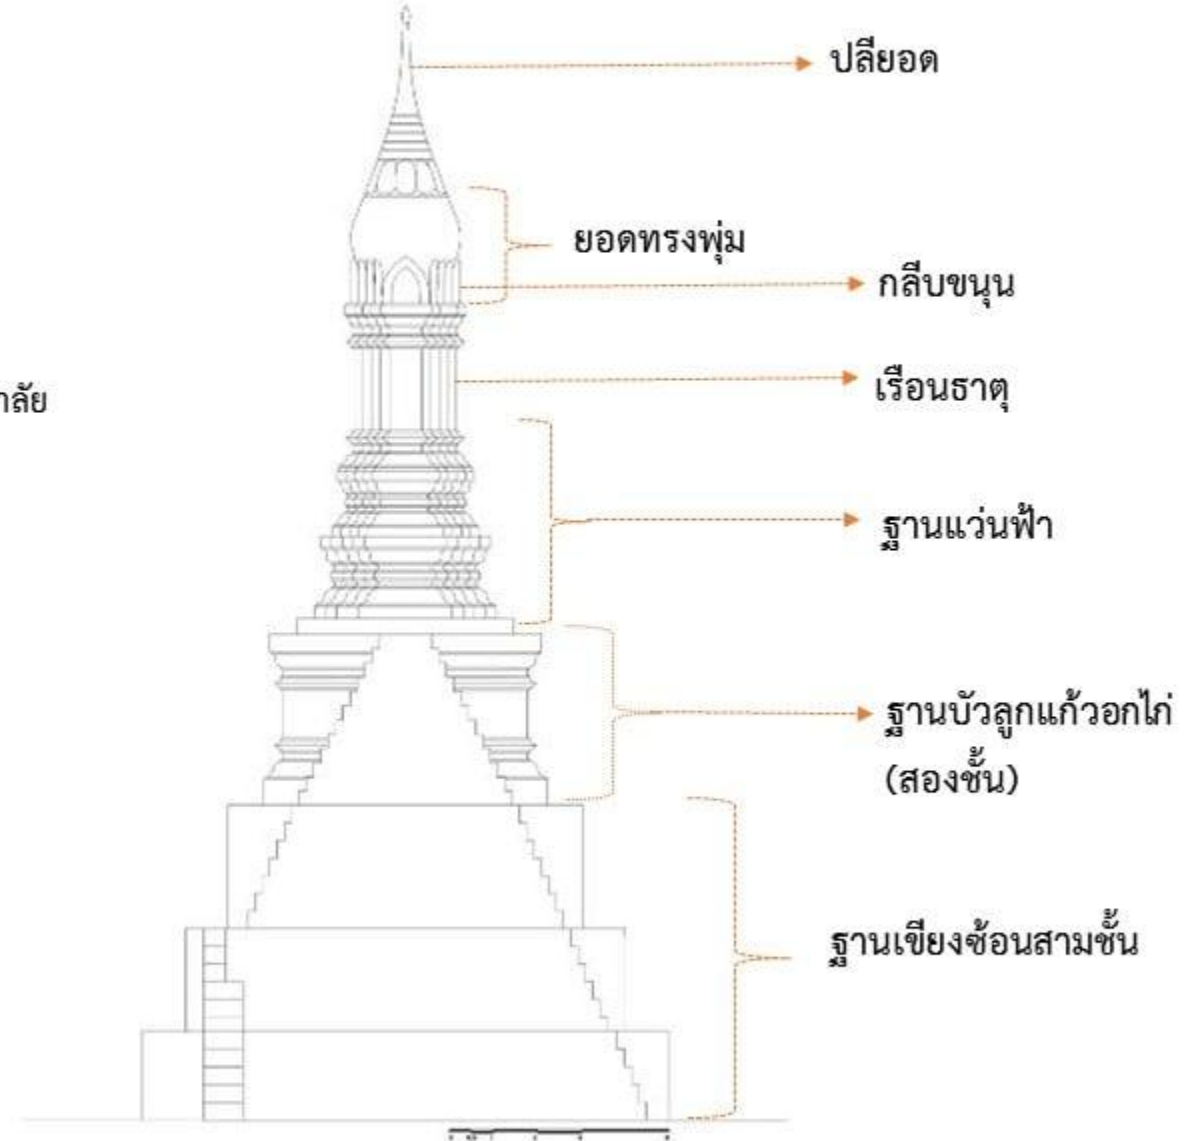 ปลียอด
ยอดทรงพุ่ม
กลีบขนุน
เรือนธาตุ
าลัย
ฐานแว่นฟ้า
ฐานบัวลูกแก้วอกไก่
(สองชั้น)
ฐานเขียงซ้อนสามชั้น